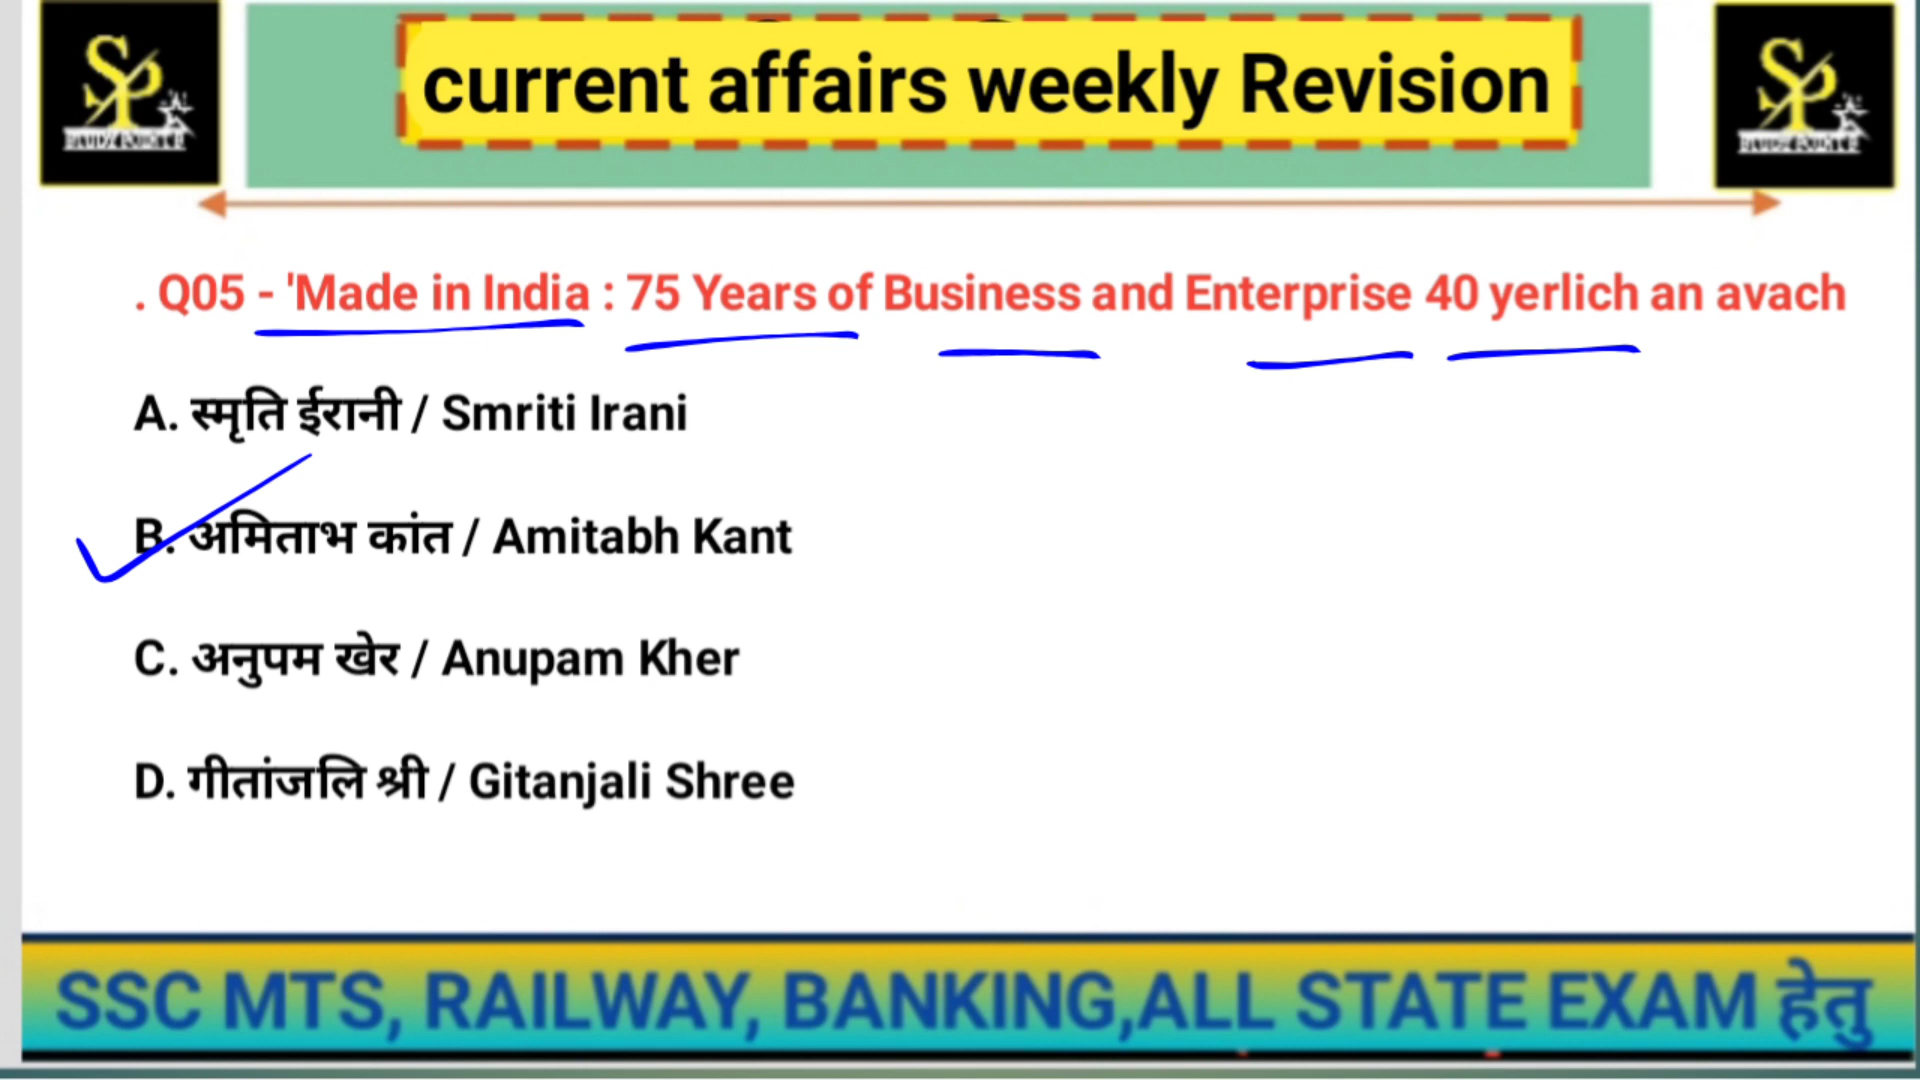 current affairs weekly Revision
. Q05 - 'Made in India : 75 Years of Business and Enterprise 40 yerlich an avach
A. स्मृति ईरानी / Smriti Irani
B. अमिताभ कांत / Amitabh Kant
C. अनुपम खेर / Anupam Kher
D. गीतांजलि श्री / Gitanjali Shree
SSC MTS, RAILWAY, BANKING,ALL STATE EXAM हेतु